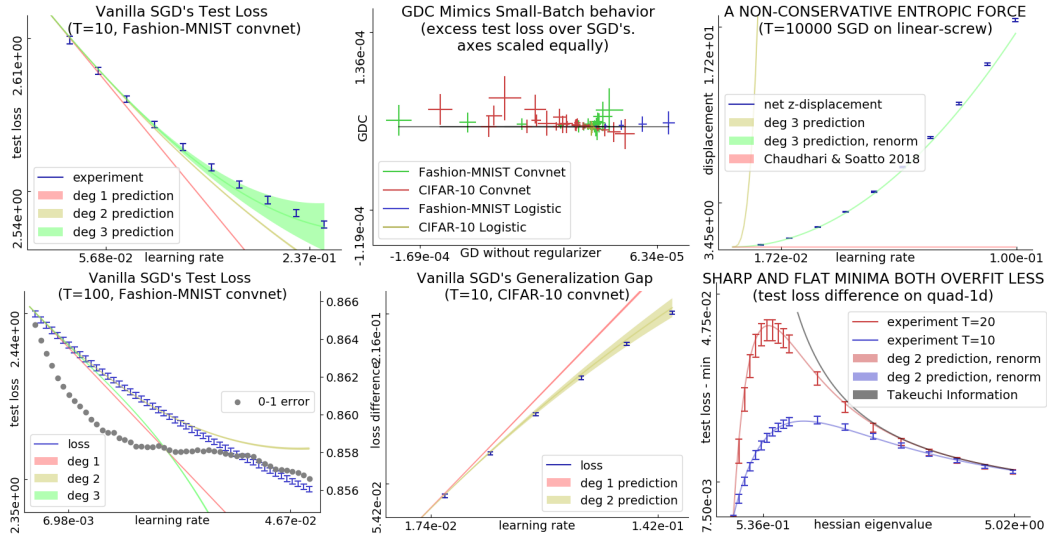 Vanilla SGD's Test Loss
(T=10, Fashion-MNIST convnet)
2.61e+00
test loss
2.54e+00
experiment
deg 1 prediction
deg 2 prediction
deg 3 prediction
5.68e-02
learning rate
2.37e-01
GDC Mimics Small-Batch behavior
(excess test loss over SGD's.
axes scaled equally)
1.36e-04
GDC
-1.19e-04
Fashion-MNIST Convnet
CIFAR-10 Convnet
Fashion-MNIST Logistic
CIFAR-10 Logistic
-1.69e-04
6.34e-05
GD without regularizer
A NON-CONSERVATIVE ENTROPIC FORCE
(T=10000 SGD on linear-screw)
1.72e+01
displacement
3.45e+00
net z-displacement
deg 3 prediction
deg 3 prediction, renorm
Chaudhari & Soatto 2018
1.72e-02
learning rate
1.00e-01
Vanilla SGD's Test Loss
(T=100, Fashion-MNIST convnet)
2.44e+00
test loss
2.35e+00
0.866
0.864
0.862
0.860
0.858
0.856
0-1 error
loss
deg 1
deg 2
deg 3
6.98e-03
learning rate
4.67e-02
Vanilla SGD's Generalization Gap
(T=10, CIFAR-10 convnet)
2.16e-01
loss difference
5.42e-02
loss
deg 1 prediction
deg 2 prediction
1.74e-02
learning rate
1.42e-01
SHARP AND FLAT MINIMA BOTH OVERFIT LESS
(test loss difference on quad-1d)
4.75e-02
test loss - min
7.50e-03
experiment T=20
experiment T=10
deg 2 prediction, renorm
deg 2 prediction, renorm
Takeuchi Information
5.36e-01
hessian eigenvalue
5.02e+00